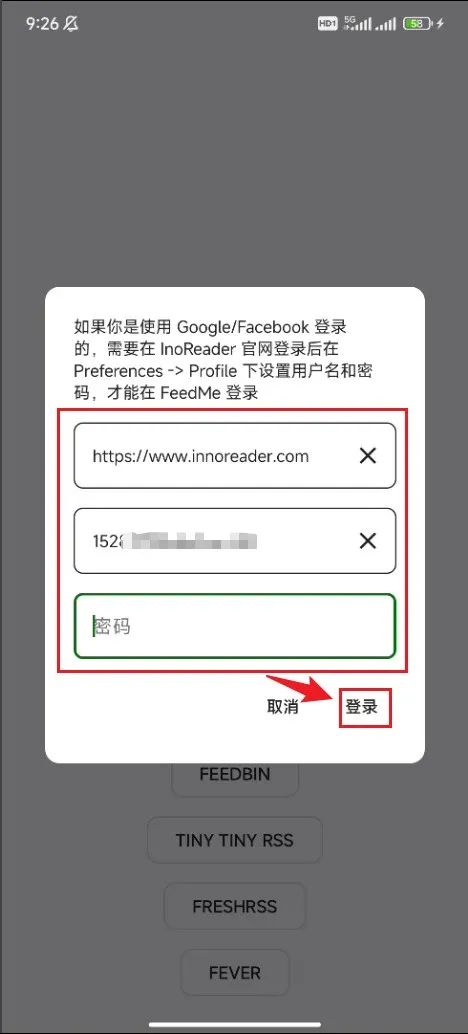 9:26
HD1 5G 58
如果你是使用 Google/Facebook 登录
的，需要在 InoReader 官网登录后在
Preferences -> Profile 下设置用户名和密
码，才能在 FeedMe 登录
https://www.innoreader.com
152
密码
取消 登录
FEEDBIN
TINY TINY RSS
FRESHRSS
FEVER